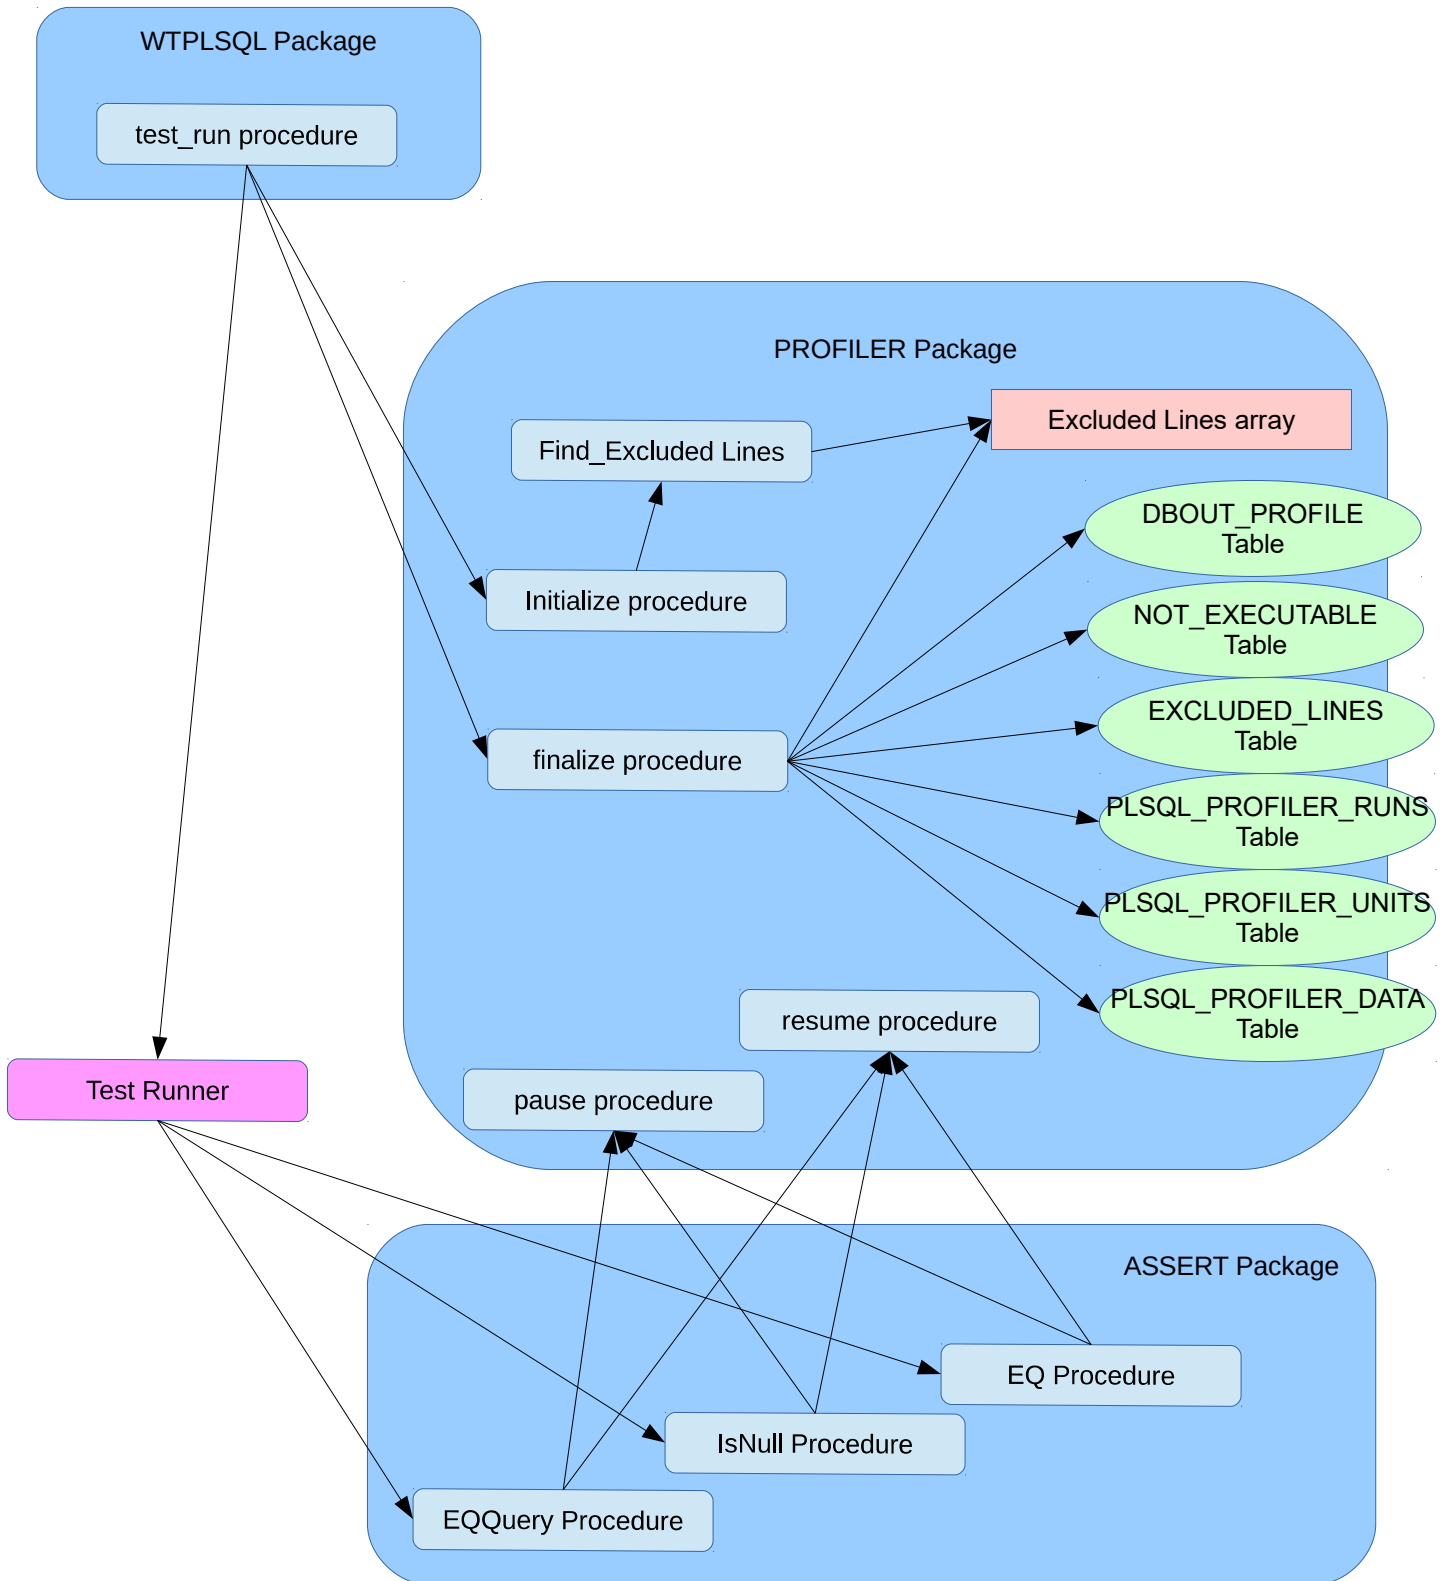 WTPLSQL Package
test_run procedure
PROFILER Package
Excluded Lines array
Find_Excluded Lines
DBOUT_PROFILE
Table
Initialize procedure
NOT_EXECUTABLE
Table
EXCLUDED_LINES
Table
finalize procedure
PLSQL_PROFILER_RUNS
Table
PLSQL_PROFILER_UNITS
Table
PLSQL_PROFILER_DATA
Table
resume procedure
Test Runner
pause procedure
ASSERT Package
EQ Procedure
IsNull Procedure
EQQuery Procedure